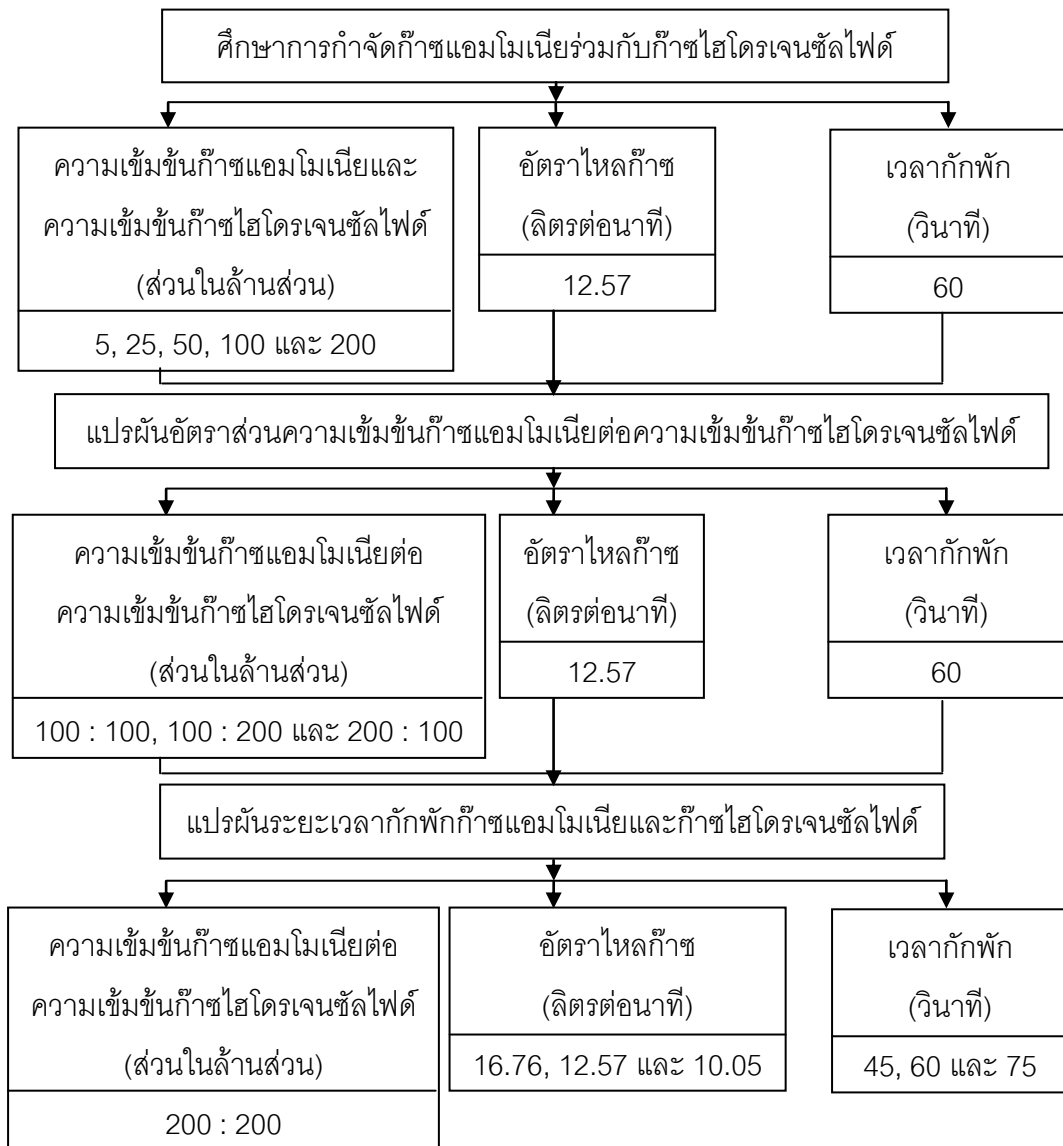 ศึกษาการกำจัดก๊าซแอมโมเนียร่วมกับก๊าซไฮโดรเจนซัลไฟด์
ความเข้มข้นก๊าซแอมโมเนียและ
ความเข้มข้นก๊าซไฮโดรเจนซัลไฟด์
(ส่วนในล้านส่วน)
5, 25, 50, 100 และ 200
อัตราไหลก๊าซ
(ลิตรต่อนาที)
12.57
เวลากักพัก
(วินาที)
60
แปรผันอัตราส่วนความเข้มข้นก๊าซแอมโมเนียต่อความเข้มข้นก๊าซไฮโดรเจนซัลไฟด์
ความเข้มข้นก๊าซแอมโมเนียต่อ
ความเข้มข้นก๊าซไฮโดรเจนซัลไฟด์
(ส่วนในล้านส่วน)
100 : 100, 100 : 200 และ 200 : 100
อัตราไหลก๊าซ
(ลิตรต่อนาที)
12.57
เวลากักพัก
(วินาที)
60
แปรผันระยะเวลากักพักก๊าซแอมโมเนียและก๊าซไฮโดรเจนซัลไฟด์
ความเข้มข้นก๊าซแอมโมเนียต่อ
ความเข้มข้นก๊าซไฮโดรเจนซัลไฟด์
(ส่วนในล้านส่วน)
200 : 200
อัตราไหลก๊าซ
(ลิตรต่อนาที)
16.76, 12.57 และ 10.05
เวลากักพัก
(วินาที)
45, 60 และ 75